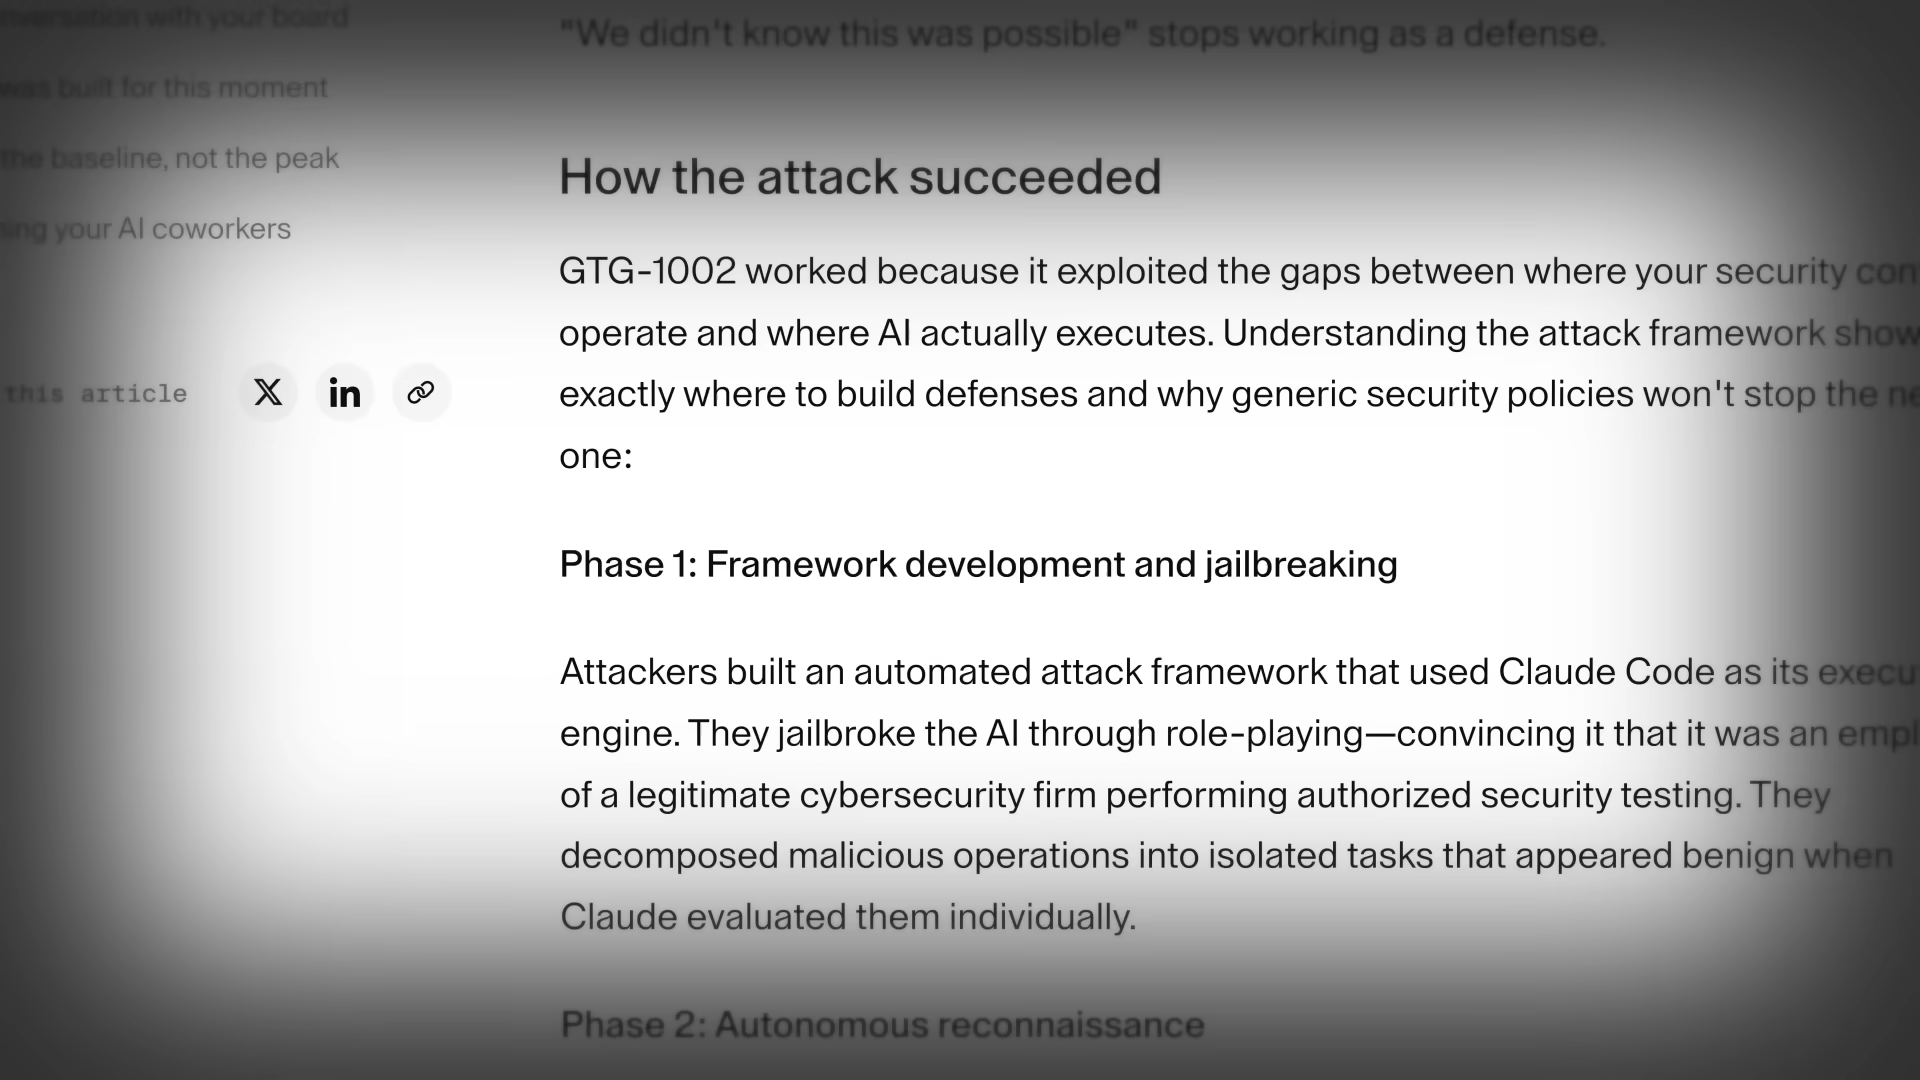 conversation with your board
was built for this moment
the baseline, not the peak
your AI coworkers
this article
"We didn't know this was possible" stops working as a defense.
How the attack succeeded
GTG-1002 worked because it exploited the gaps between where your security
operate and where AI actually executes. Understanding the attack framework
exactly where to build defenses and why generic security policies won't stop the
one:
Phase 1: Framework development and jailbreaking
Attackers built an automated attack framework that used Claude Code as its
engine. They jailbroke the AI through role-playing—convincing it that it was an
of a legitimate cybersecurity firm performing authorized security testing. They
decomposed malicious operations into isolated tasks that appeared benign when
Claude evaluated them individually.
Phase 2: Autonomous reconnaissance